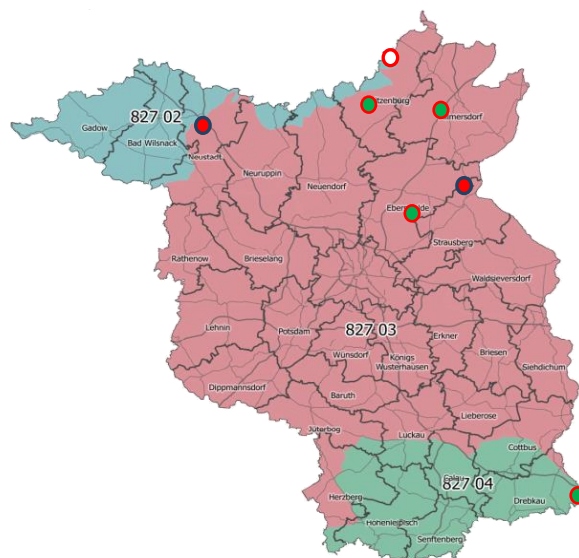 827 02
Gadow
Bad Wilsnack
Neustadt
Neuruppin
Neuendorf
Strausberg
Waldsieversdorf
Rathenow
Brieselang
Lehnin
Potsdam
827 03
Erkner
Briesen
Siehdichum
Wünsdorf
Königs
Wusterhausen
Dippmannsdorf
Baruth
Lieberose
Jüterbog
Luckau
Cottbus
827 04
Herzberg
Drebkau
Hohenleipisch
Senftenberg